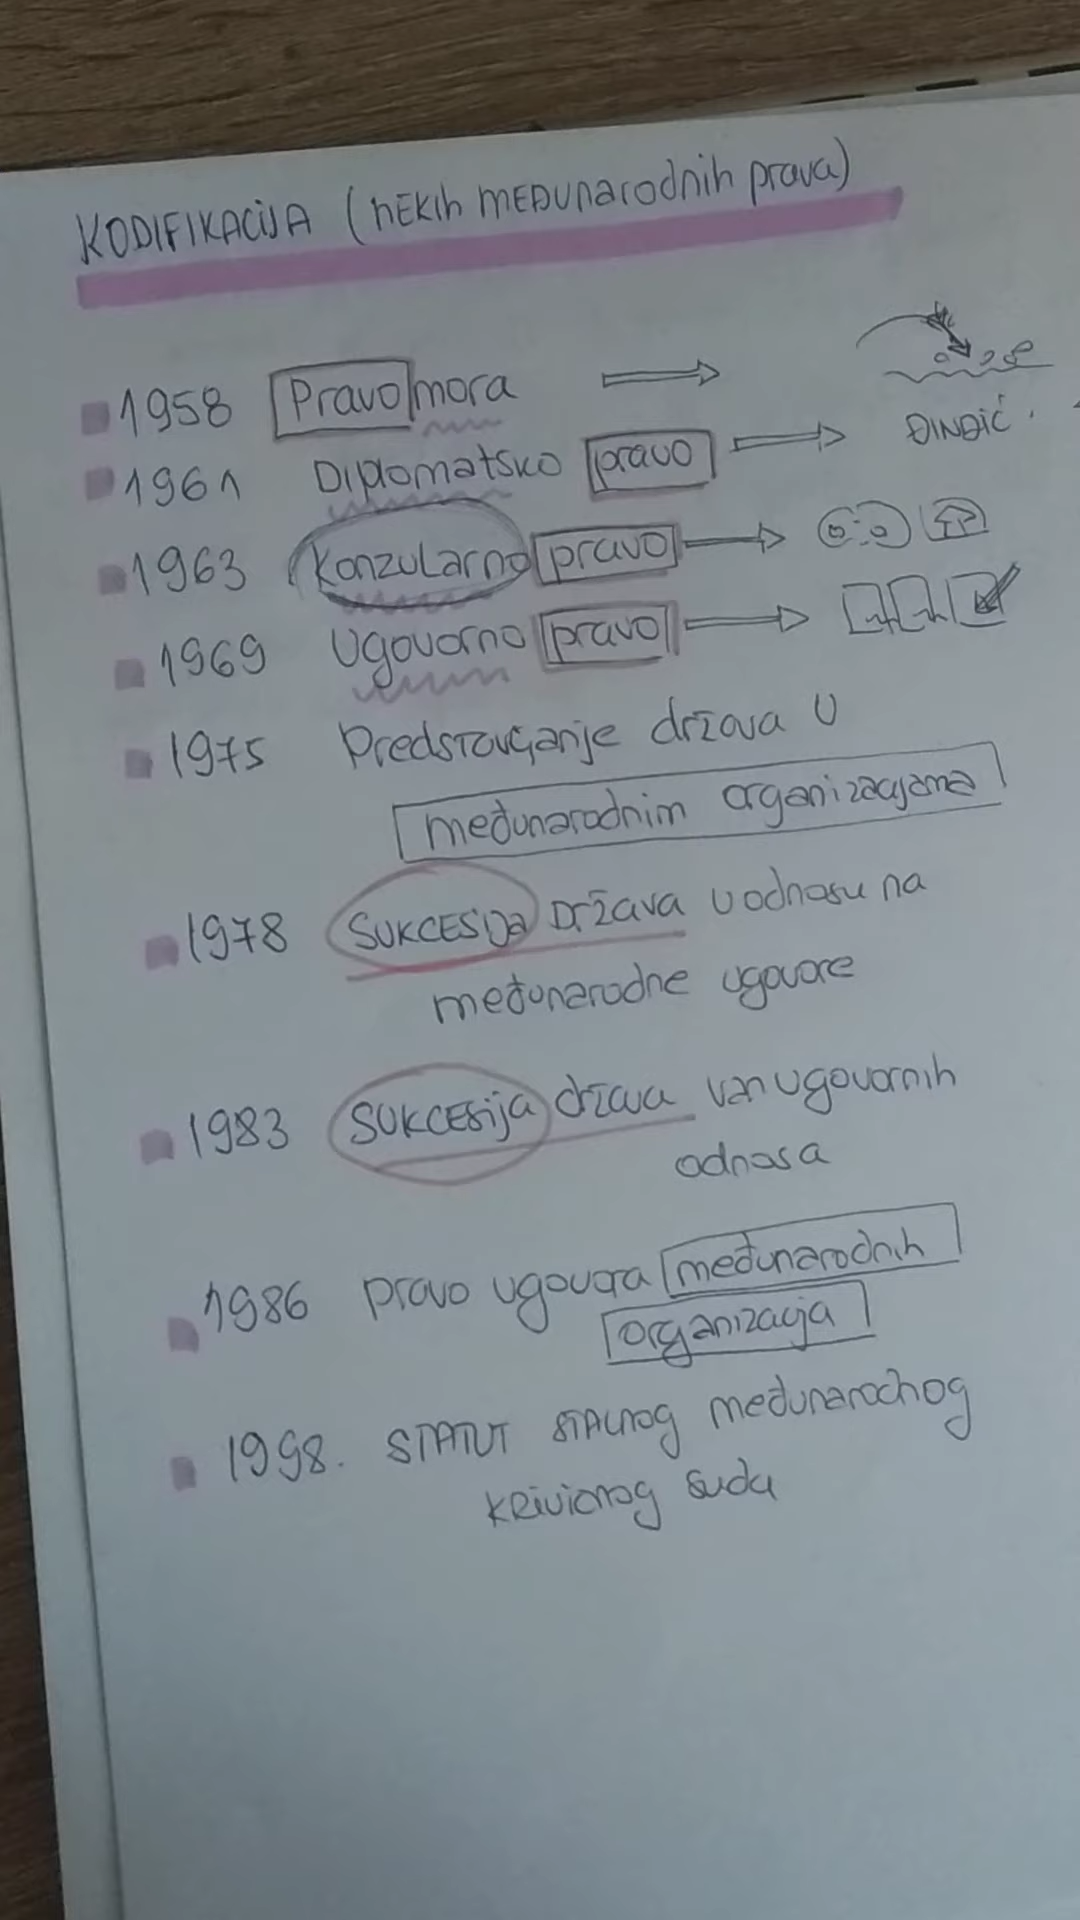 KODIFIKACIJA (nEKih MEĐUnarodnih prava)
1958 Pravo mora
1961 Diplomatsko pravo
ĐINĐIĆ.
1963 Konzularno pravo
1969 Ugovorno pravo
1975 Predstavljanje država U
međunarodnim organizacijama
1978 SUKCESIJa DržaVa u odnosu na
međunarodne ugovore
1983 SUKCESija država van ugovornih
odnosa
1986 pravo ugovora međunarodnih
organizacija
1998. STATUT STALnog međunarodnog
KRivičnog suda